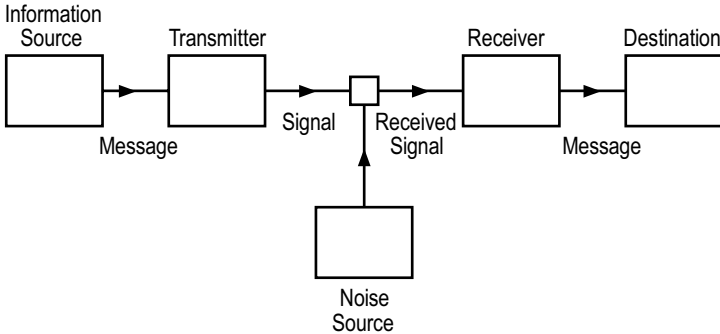 Information
Source
Transmitter
Receiver
Destination
Message
Signal
Received
Signal
Message
Noise
Source